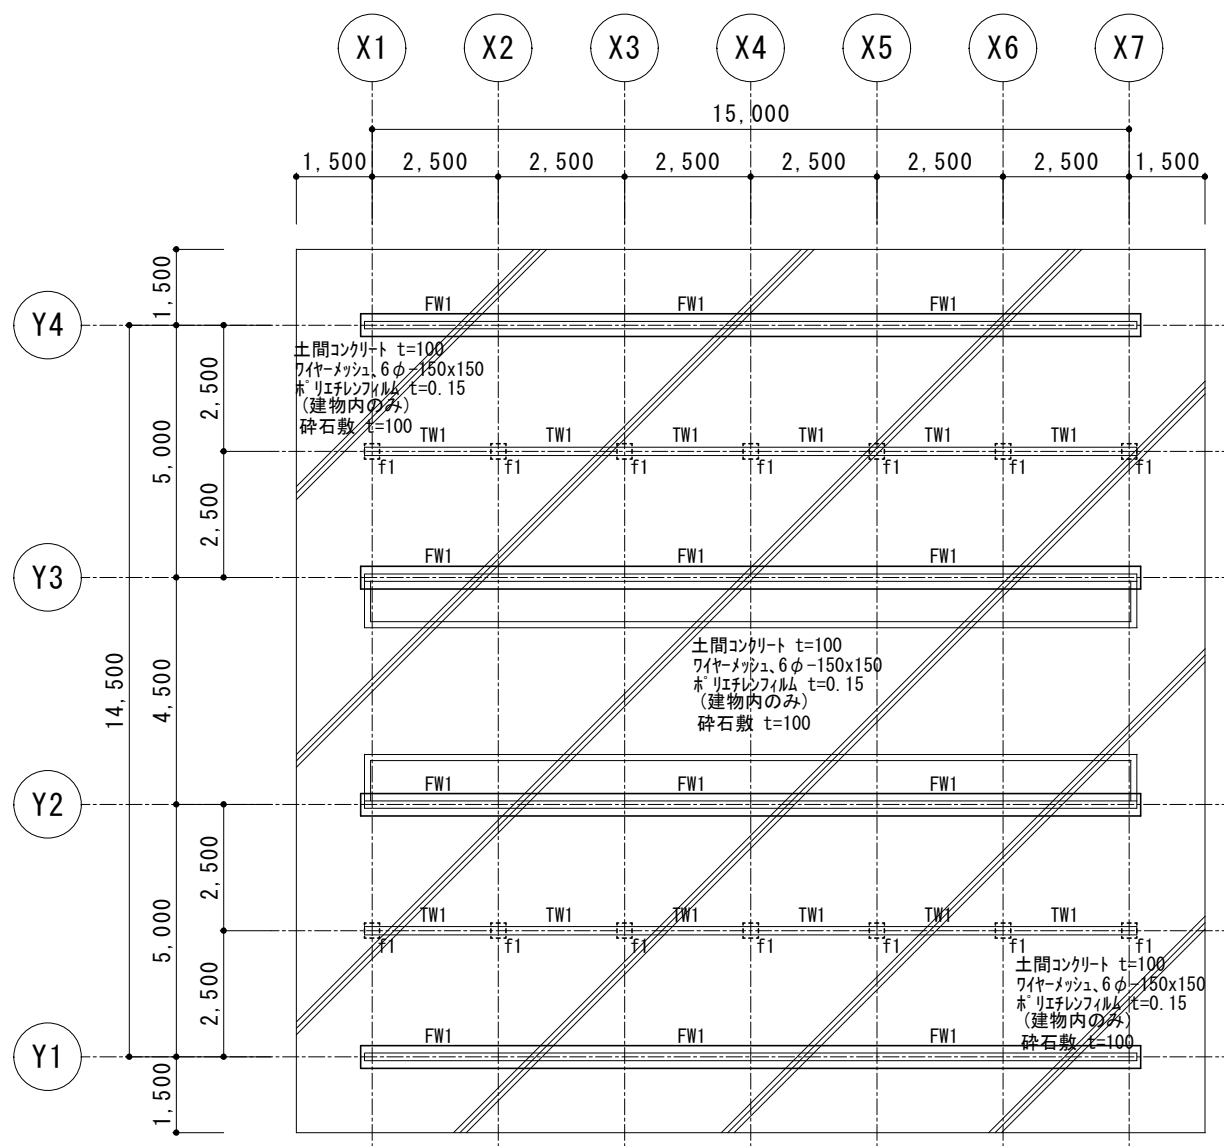 X1 X2 X3 X4 X5 X6 X7
15,000
1,500 2,500 2,500 2,500 2,500 2,500 2,500 1,500
1,500
Y4
FW1 FW1 FW1
土間コンクリート t=100
ワイヤーメッシュ、6φ-150x150
ポリエチレンフィルム t=0.15
(建物内のみ)
砕石敷 t=100
2,500
5,000
TW1 TW1 TW1 TW1 TW1 TW1
f1 f1 f1 f1 f1 f1 f1
2,500
Y3
FW1 FW1 FW1
土間コンクリート t=100
ワイヤーメッシュ、6φ-150x150
ポリエチレンフィルム t=0.15
(建物内のみ)
砕石敷 t=100
14,500
4,500
Y2
FW1 FW1 FW1
2,500
5,000
TW1 TW1 TW1 TW1 TW1 TW1
f1 f1 f1 f1 f1 f1 f1
土間コンクリート t=100
ワイヤーメッシュ、6φ-150x150
ポリエチレンフィルム t=0.15
(建物内のみ)
砕石敷 t=100
2,500
Y1
FW1 FW1 FW1
1,500